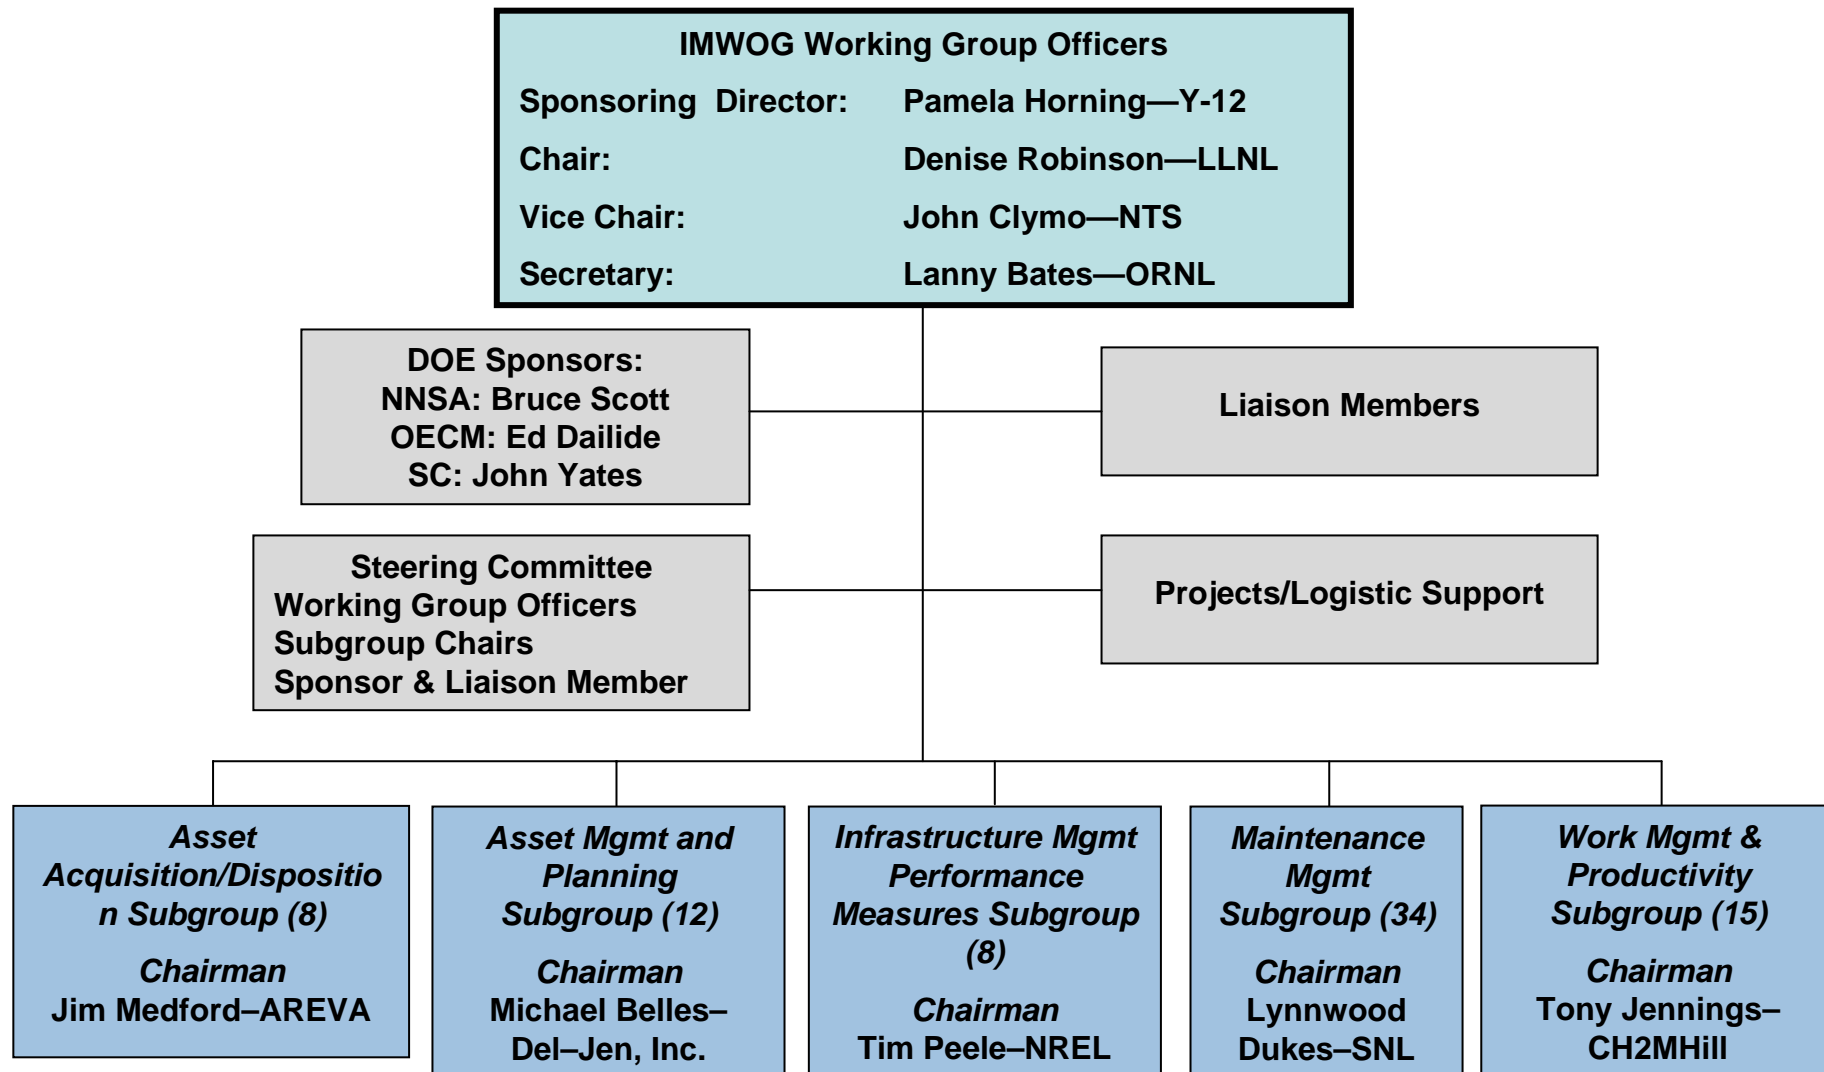 IMWOG Working Group Officers
Sponsoring Director: Pamela Horning—Y-12
Chair: Denise Robinson—LLNL
Vice Chair: John Clymo—NTS
Secretary: Lanny Bates—ORNL
DOE Sponsors:
NNSA: Bruce Scott
OECM: Ed Dailide
SC: John Yates
Liaison Members
Steering Committee
Working Group Officers
Subgroup Chairs
Sponsor & Liaison Member
Projects/Logistic Support
Asset
Acquisition/Dispositio
n Subgroup (8)
Chairman
Jim Medford–AREVA
Asset Mgmt and
Planning
Subgroup (12)
Chairman
Michael Belles–
Del–Jen, Inc.
Infrastructure Mgmt
Performance
Measures Subgroup
(8)
Chairman
Tim Peele–NREL
Maintenance
Mgmt
Subgroup (34)
Chairman
Lynnwood
Dukes–SNL
Work Mgmt &
Productivity
Subgroup (15)
Chairman
Tony Jennings–
CH2MHill